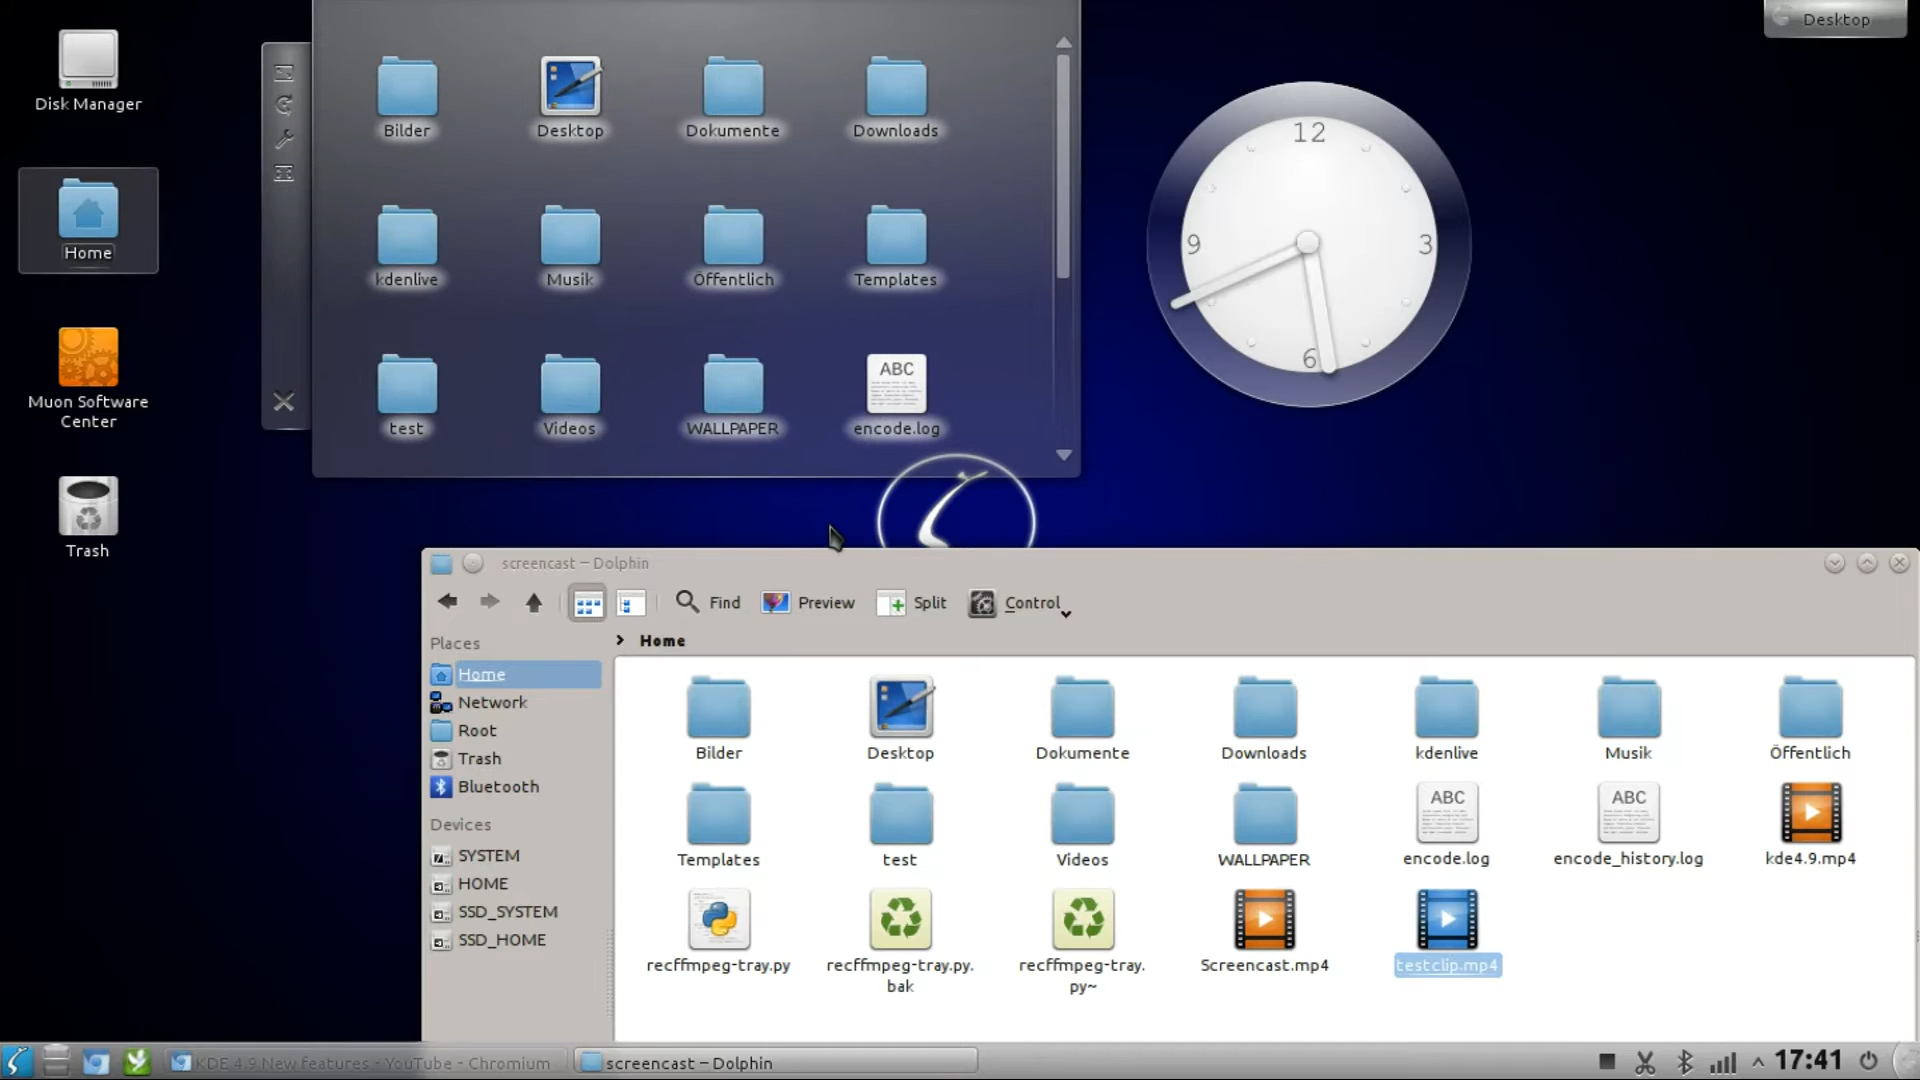 Desktop
Disk Manager
Home
Muon Software
Center
Trash
Bilder
Desktop
Dokumente
Downloads
kdenlive
Musik
Öffentlich
Templates
test
Videos
WALLPAPER
ABC
encode.log
12
3
6
9
screencast – Dolphin
Find
Preview
Split
Control
Home
Places
Home
Network
Root
Trash
Bluetooth
Devices
SYSTEM
HOME
SSD_SYSTEM
SSD_HOME
Bilder
Desktop
Dokumente
Downloads
kdenlive
Musik
Öffentlich
Templates
test
Videos
WALLPAPER
ABC
encode.log
ABC
encode_history.log
kde4.9.mp4
recffmpeg-tray.py
recffmpeg-tray.py.
bak
recffmpeg-tray.
py~
Screencast.mp4
testclip.mp4
KDE 4.9 New features - YouTube - Chromium
screencast – Dolphin
17:41